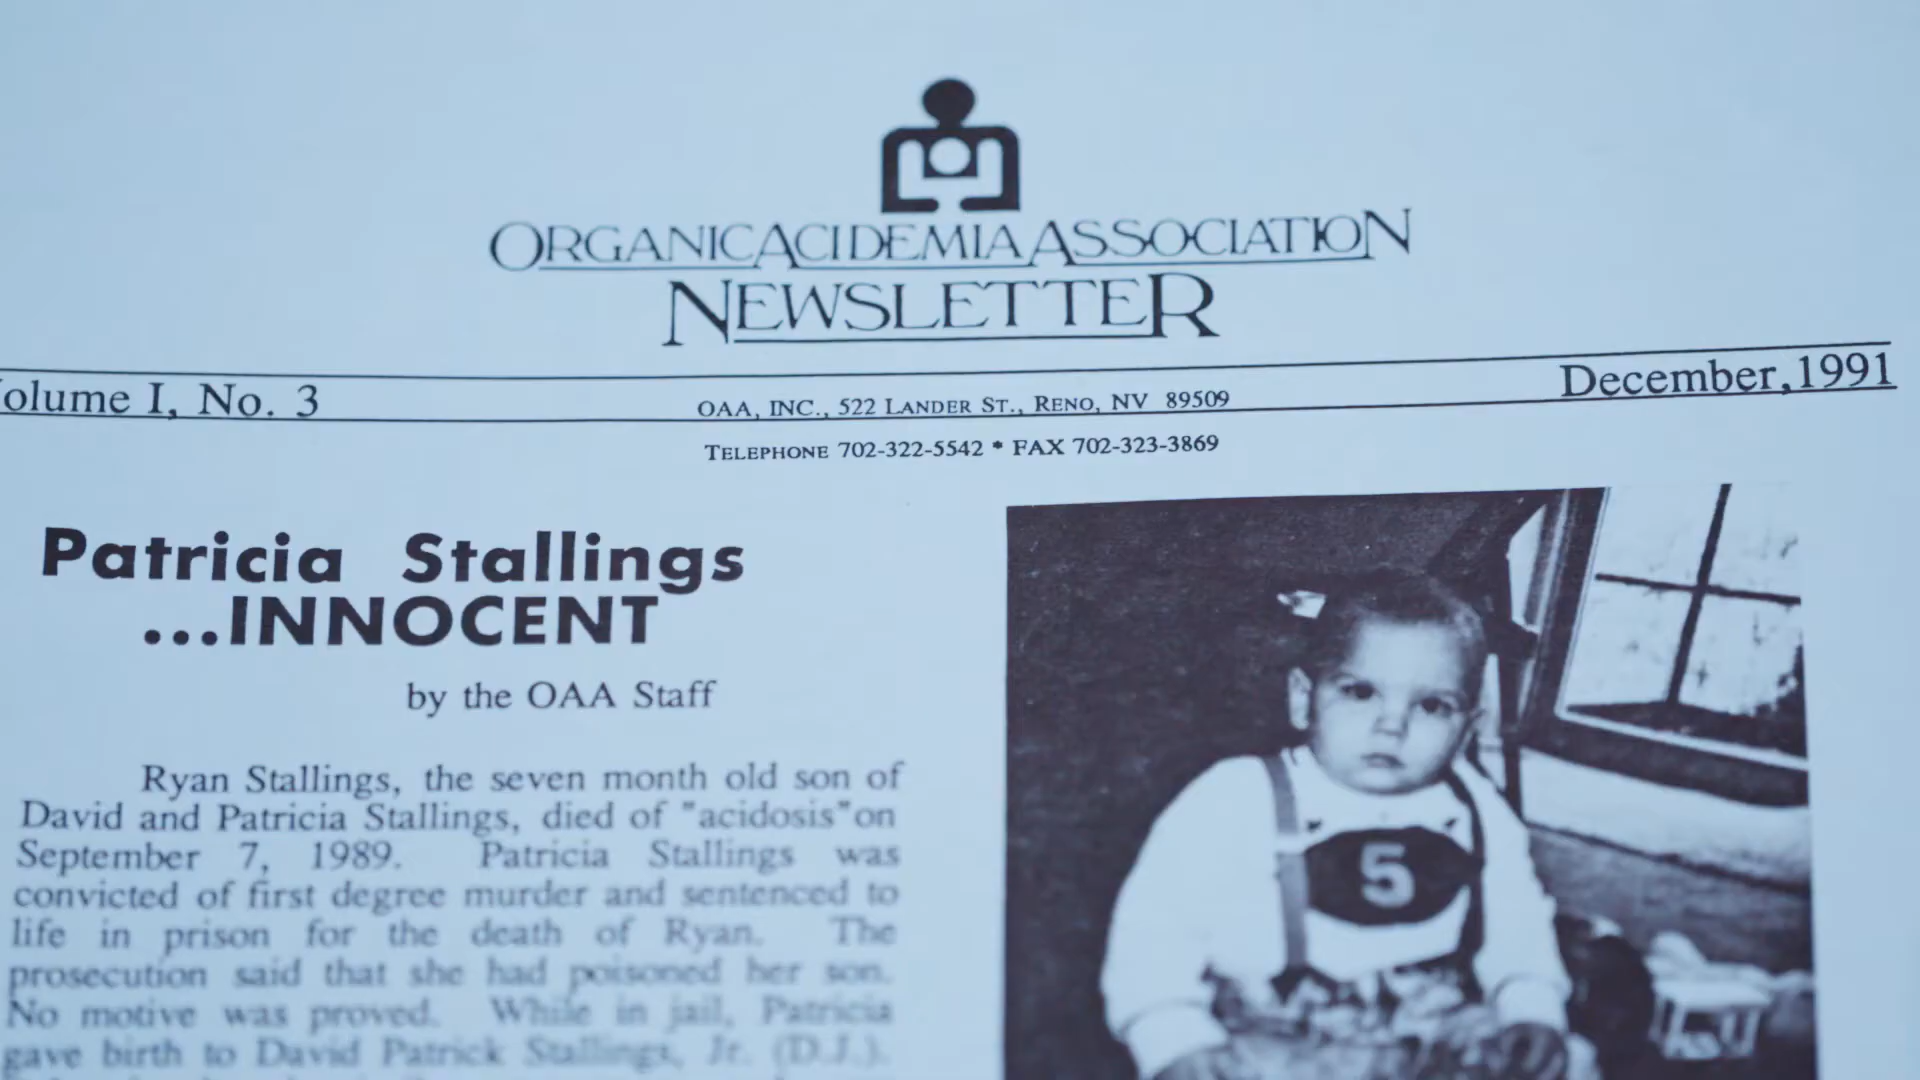 ORGANIC ACIDEMIA ASSOCIATION
NEWSLETTER
olume I, No. 3
OAA, INC., 522 LANDER ST., RENO, NV 89509
December, 1991
TELEPHONE 702-322-5542 * FAX 702-323-3869
Patricia Stallings
...INNOCENT
by the OAA Staff
Ryan Stallings, the seven month old son of
David and Patricia Stallings, died of "acidosis"on
September 7, 1989. Patricia Stallings was
convicted of first degree murder and sentenced to
life in prison for the death of Ryan. The
prosecution said that she had poisoned her son.
No motive was proved. While in jail, Patricia
gave birth to David Patrick Stallings, Jr. (D.J.).
5